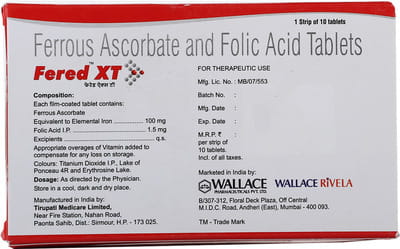 1 Strip of 10 tablets
Ferrous Ascorbate and Folic Acid Tablets
Fered™ XT
फेरेड एक्स टी
Composition:
Each film-coated tablet contains:
Ferrous Ascorbate
Equivalent to Elemental Iron 100 mg
Folic Acid I.P. 1.5 mg
Excipients q.s.
Appropriate overages of Vitamin added to
compensate for any loss on storage.
Colours: Titanium Dioxide I.P., Lake of
Ponceau 4R and Erythrosine Lake.
Dosage: As directed by the Physician.
Store in a cool, dark and dry place.
Manufactured in India by:
Tirupati Medicare Limited,
Near Fire Station, Nahan Road,
Paonta Sahib, Dist.: Sirmour, H.P. - 173 025.
FOR THERAPEUTIC USE
Mfg. Lic. No. : MB/07/553
Batch No. :
Mfg. Date :
Exp. Date :
M.R.P. ₹ :
per strip of
10 tablets.
Incl. of all taxes.
Marketed in India by:
WALLACE
PHARMACEUTICALS PVT. LTD.
WALLACE RIVELA
B/307-312, Floral Deck Plaza, Off Central
M.I.D.C. Road, Andheri (East), Mumbai - 400 093.
TM - Trade Mark